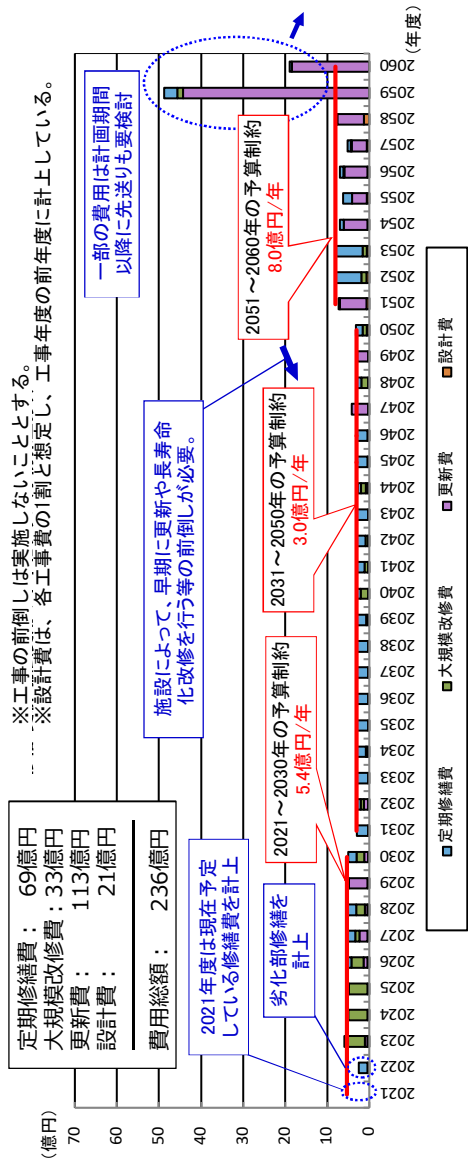 ※工事の前倒しは実施しないこととする。
※設計費は、各工事費の1割と想定し、工事年度の前年度に計上している。
定期修繕費： 69億円
大規模改修費：33億円
更新費： 113億円
設計費： 21億円
費用総額： 236億円
(億円)
70
60
50
40
30
20
10
0
2021年度は現在予定
している修繕費を計上
劣化部修繕を
計上
施設によって、早期に更新や長寿命
化改修を行う等の前倒しが必要。
一部の費用は計画期間
以降に先送りも要検討
2021～2030年の予算制約
5.4億円/年
2031～2050年の予算制約
3.0億円/年
2051～2060年の予算制約
8.0億円/年
2021
2022
2023
2024
2025
2026
2027
2028
2029
2030
2031
2032
2033
2034
2035
2036
2037
2038
2039
2040
2041
2042
2043
2044
2045
2046
2047
2048
2049
2050
2051
2052
2053
2054
2055
2056
2057
2058
2059
2060
(年度)
定期修繕費
大規模改修費
更新費
設計費